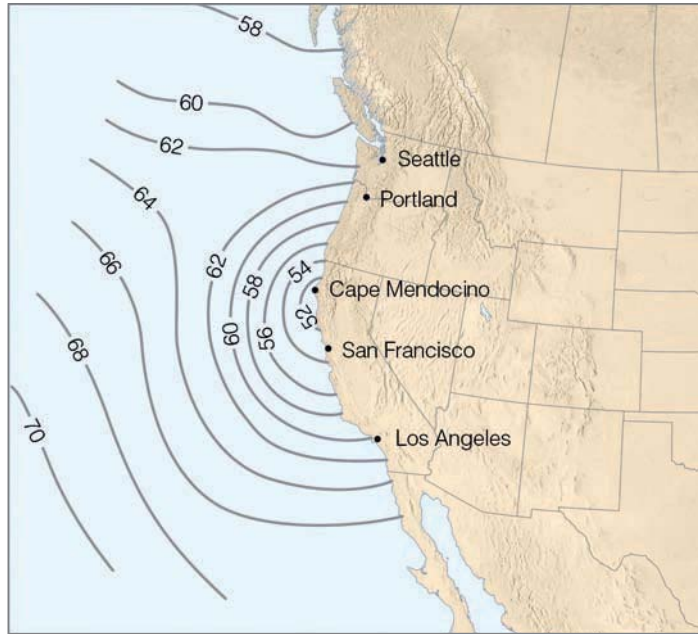 58
60
62
Seattle
64
Portland
66
62
54
58
Cape Mendocino
52
68
60
56
San Francisco
70
Los Angeles